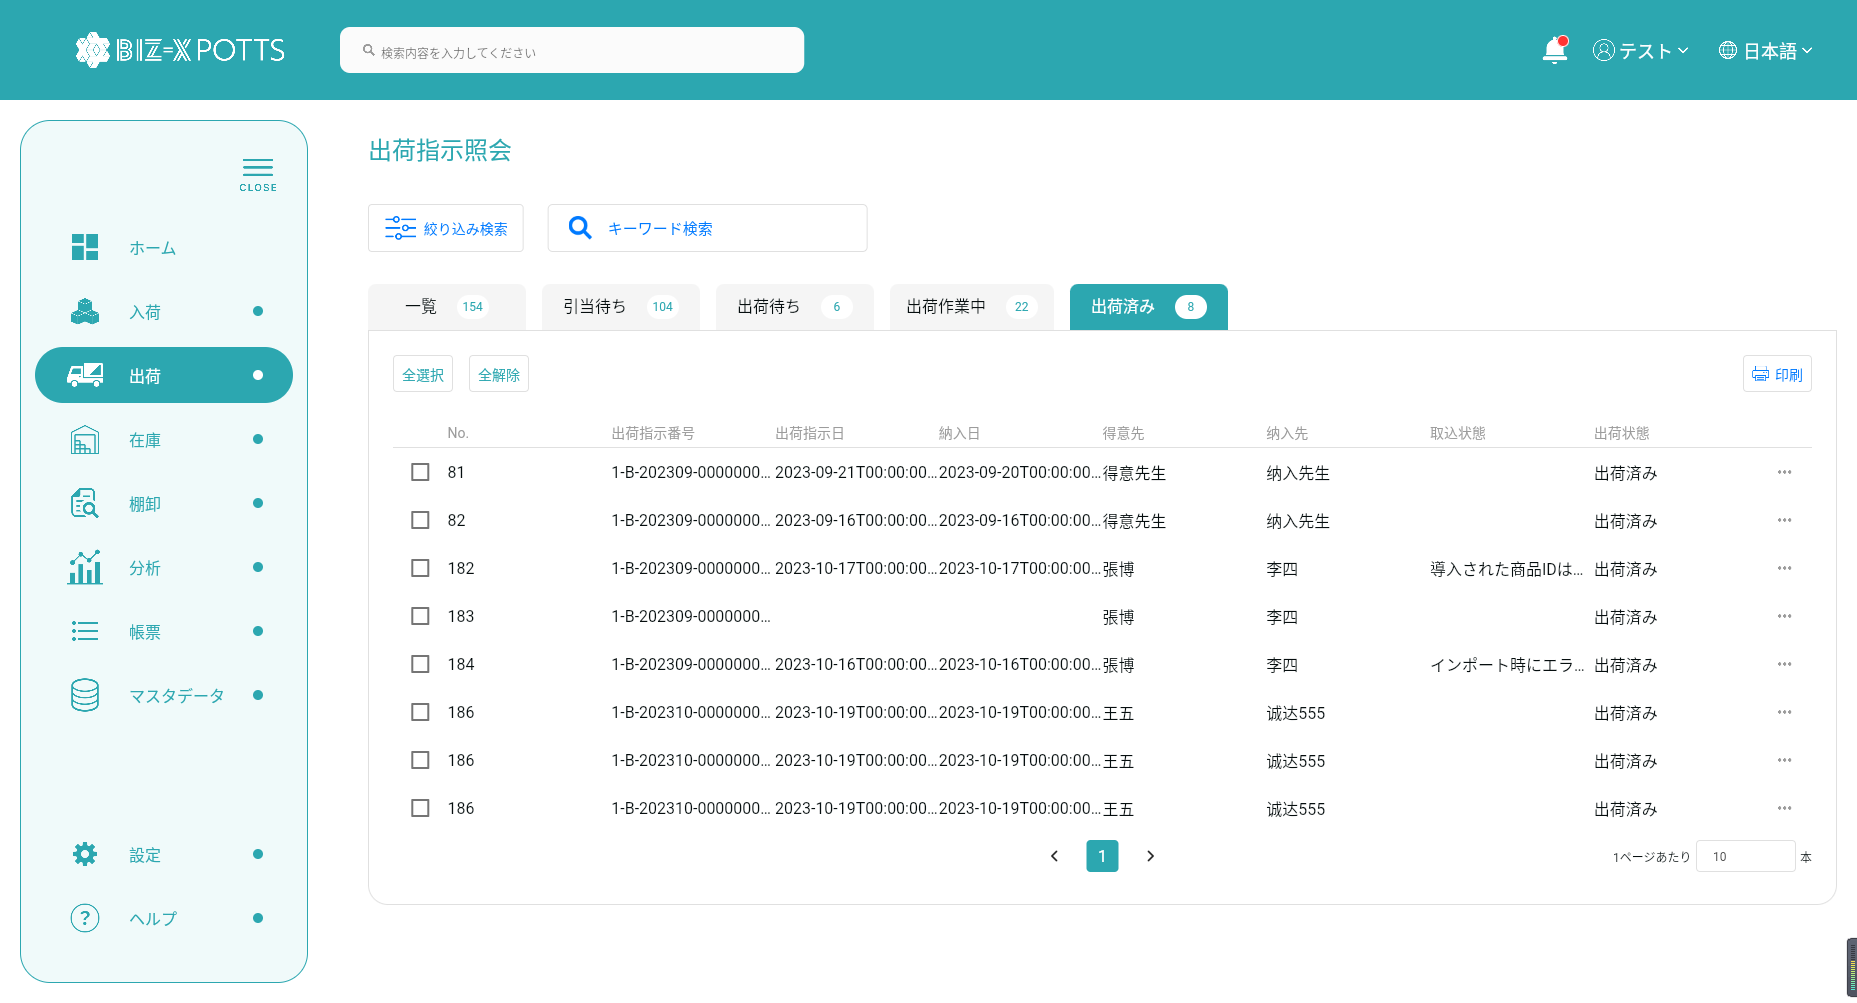 BIZ=X POTTS
検索内容を入力してください
テスト
日本語
CLOSE
ホーム
入荷
出荷
在庫
棚卸
分析
帳票
マスタデータ
設定
ヘルプ
出荷指示照会
絞り込み検索
キーワード検索
一覧 154
引当待ち 104
出荷待ち 6
出荷作業中 22
出荷済み 8
全選択
全解除
印刷
No. 出荷指示番号 出荷指示日 納入日 得意先 納入先 取込状態 出荷状態
81 1-B-202309-0000000... 2023-09-21T00:00:00... 2023-09-20T00:00:00... 得意先生 纳入先生 出荷済み
82 1-B-202309-0000000... 2023-09-16T00:00:00... 2023-09-16T00:00:00... 得意先生 纳入先生 出荷済み
182 1-B-202309-0000000... 2023-10-17T00:00:00... 2023-10-17T00:00:00... 張博 李四 導入された商品IDは... 出荷済み
183 1-B-202309-0000000... 張博 李四 出荷済み
184 1-B-202309-0000000... 2023-10-16T00:00:00... 2023-10-16T00:00:00... 張博 李四 インポート時にエラ... 出荷済み
186 1-B-202310-0000000... 2023-10-19T00:00:00... 2023-10-19T00:00:00... 王五 诚达555 出荷済み
186 1-B-202310-0000000... 2023-10-19T00:00:00... 2023-10-19T00:00:00... 王五 诚达555 出荷済み
186 1-B-202310-0000000... 2023-10-19T00:00:00... 2023-10-19T00:00:00... 王五 诚达555 出荷済み
1
1ページあたり 10 本